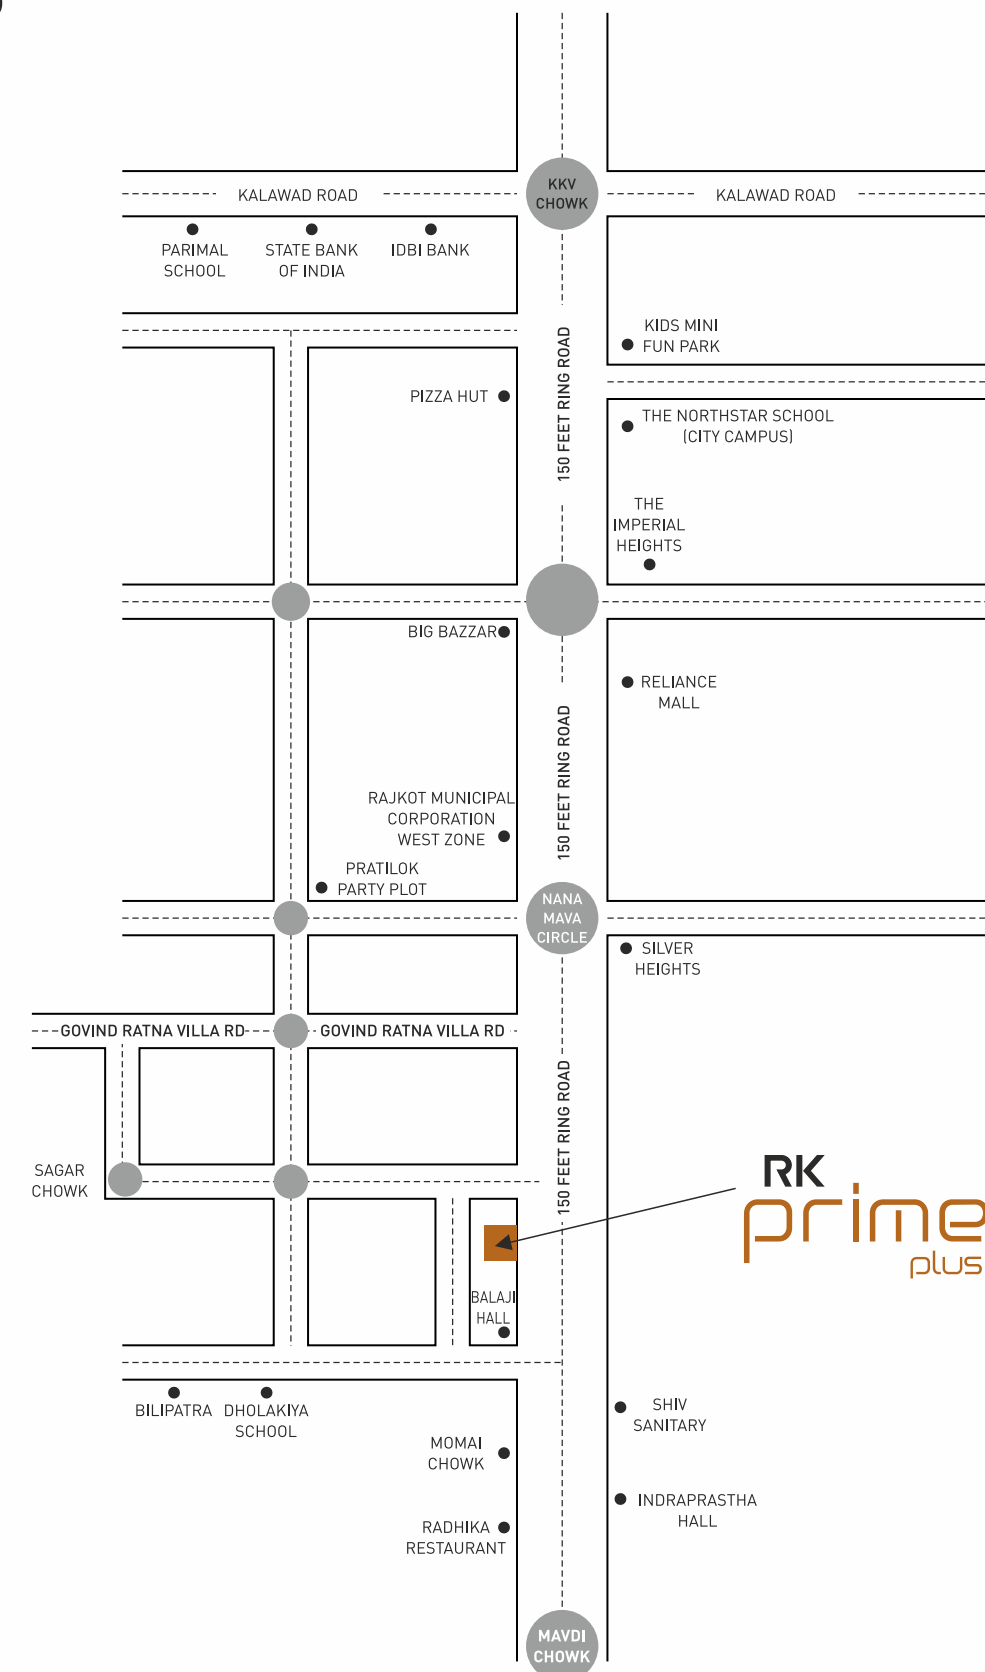 KKV
CHOWK
KALAWAD ROAD
KALAWAD ROAD
PARIMAL
SCHOOL
STATE BANK
OF INDIA
IDBI BANK
KIDS MINI
FUN PARK
150 FEET RING ROAD
PIZZA HUT
THE NORTHSTAR SCHOOL
(CITY CAMPUS)
THE
IMPERIAL
HEIGHTS
BIG BAZZAR
RELIANCE
MALL
150 FEET RING ROAD
RAJKOT MUNICIPAL
CORPORATION
WEST ZONE
PRATILOK
PARTY PLOT
NANA
MAVA
CIRCLE
SILVER
HEIGHTS
GOVIND RATNA VILLA RD
GOVIND RATNA VILLA RD
150 FEET RING ROAD
SAGAR
CHOWK
RK
prime
plus
BALAJI
HALL
BILIPATRA
DHOLAKIYA
SCHOOL
SHIV
SANITARY
MOMAI
CHOWK
INDRAPRASTHA
HALL
RADHIKA
RESTAURANT
MAVDI
CHOWK